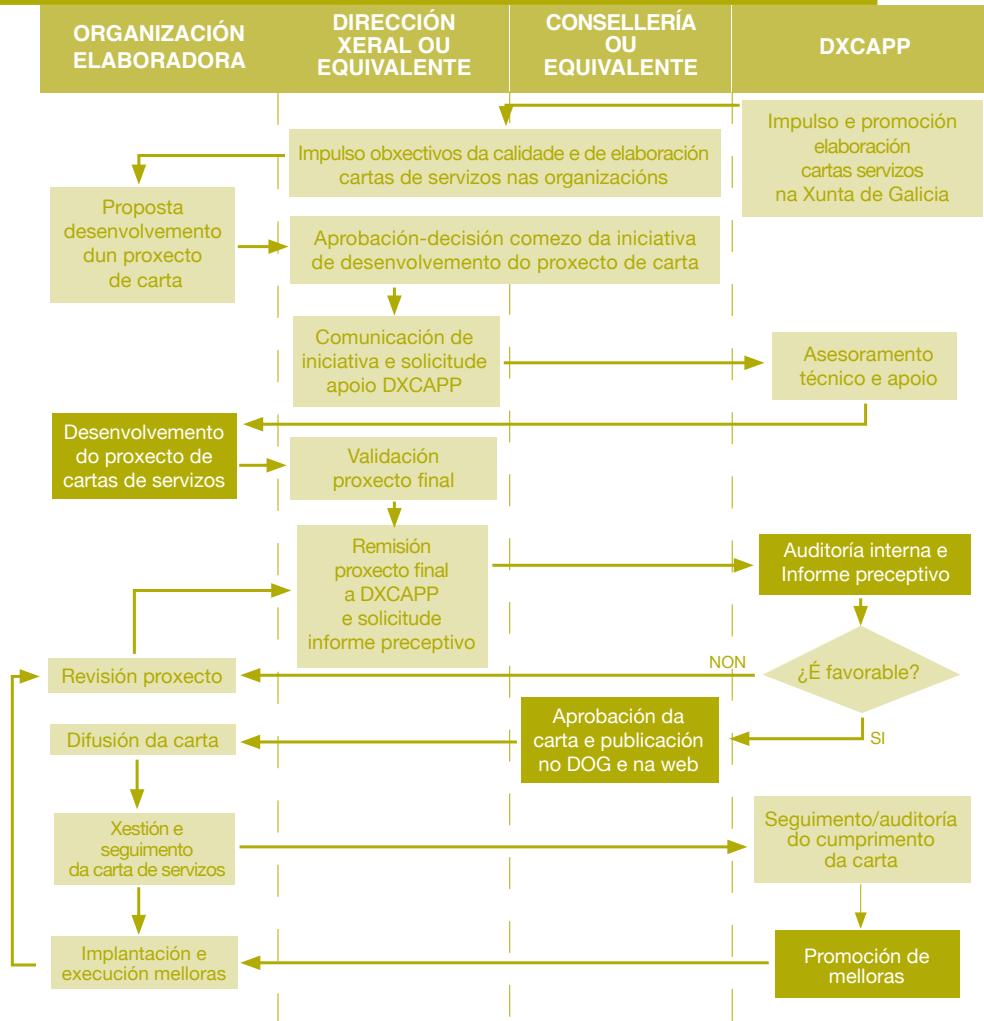 ORGANIZACIÓN
ELABORADORA
DIRECCIÓN
XERAL OU
EQUIVALENTE
CONSELLERÍA
OU
EQUIVALENTE
DXCAPP
Impulso e promoción
elaboración
cartas servizos
na Xunta de Galicia
Impulso obxectivos da calidade e de elaboración
cartas de servizos nas organizacións
Proposta
desenvolvemento
dun proxecto
de carta
Aprobación-decisión comezo da iniciativa
de desenvolvemento do proxecto de carta
Comunicación de
iniciativa e solicitude
apoio DXCAPP
Asesoramento
técnico e apoio
Desenvolvemento
do proxecto de
cartas de servizos
Validación
proxecto final
Remisión
proxecto final
a DXCAPP
e solicitude
informe preceptivo
Auditoría interna e
Informe preceptivo
¿É favorable?
NON
Revisión proxecto
SI
Aprobación da
carta e publicación
no DOG e na web
Difusión da carta
Xestión e
seguimento
da carta de servizos
Seguimento/auditoría
do cumprimento
da carta
Promoción de
melloras
Implantación e
execución melloras